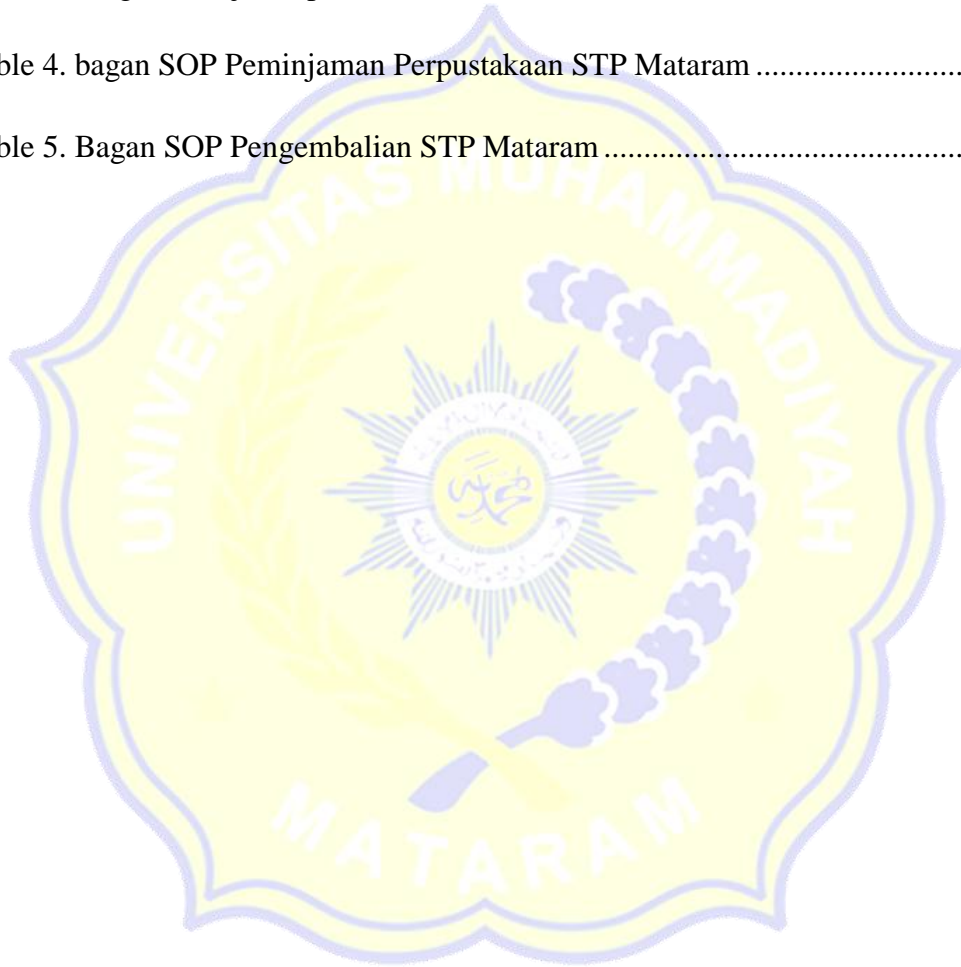 ble 4. bagan SOP Peminjaman Perpustakaan STP Mataram ..........................
ble 5. Bagan SOP Pengembalian STP Mataram ............................................
UNIVERSITAS MUHAMMADIYAH
MATARAM